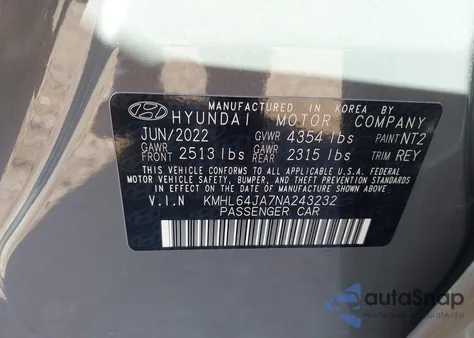 MANUFACTURED IN KOREA BY
HYUNDAI MOTOR COMPANY
JUN/2022 GVWR 4354 lbs PAINT NT2
GAWR FRONT 2513 lbs GAWR REAR 2315 lbs TRIM REY
THIS VEHICLE CONFORMS TO ALL APPLICABLE U.S.A. FEDERAL
MOTOR VEHICLE SAFETY, BUMPER, AND THEFT PREVENTION STANDARDS
IN EFFECT ON THE DATE OF MANUFACTURE SHOWN ABOVE.
V.I.N KMHL64JA7NA243232
PASSENGER CAR
autoSnap